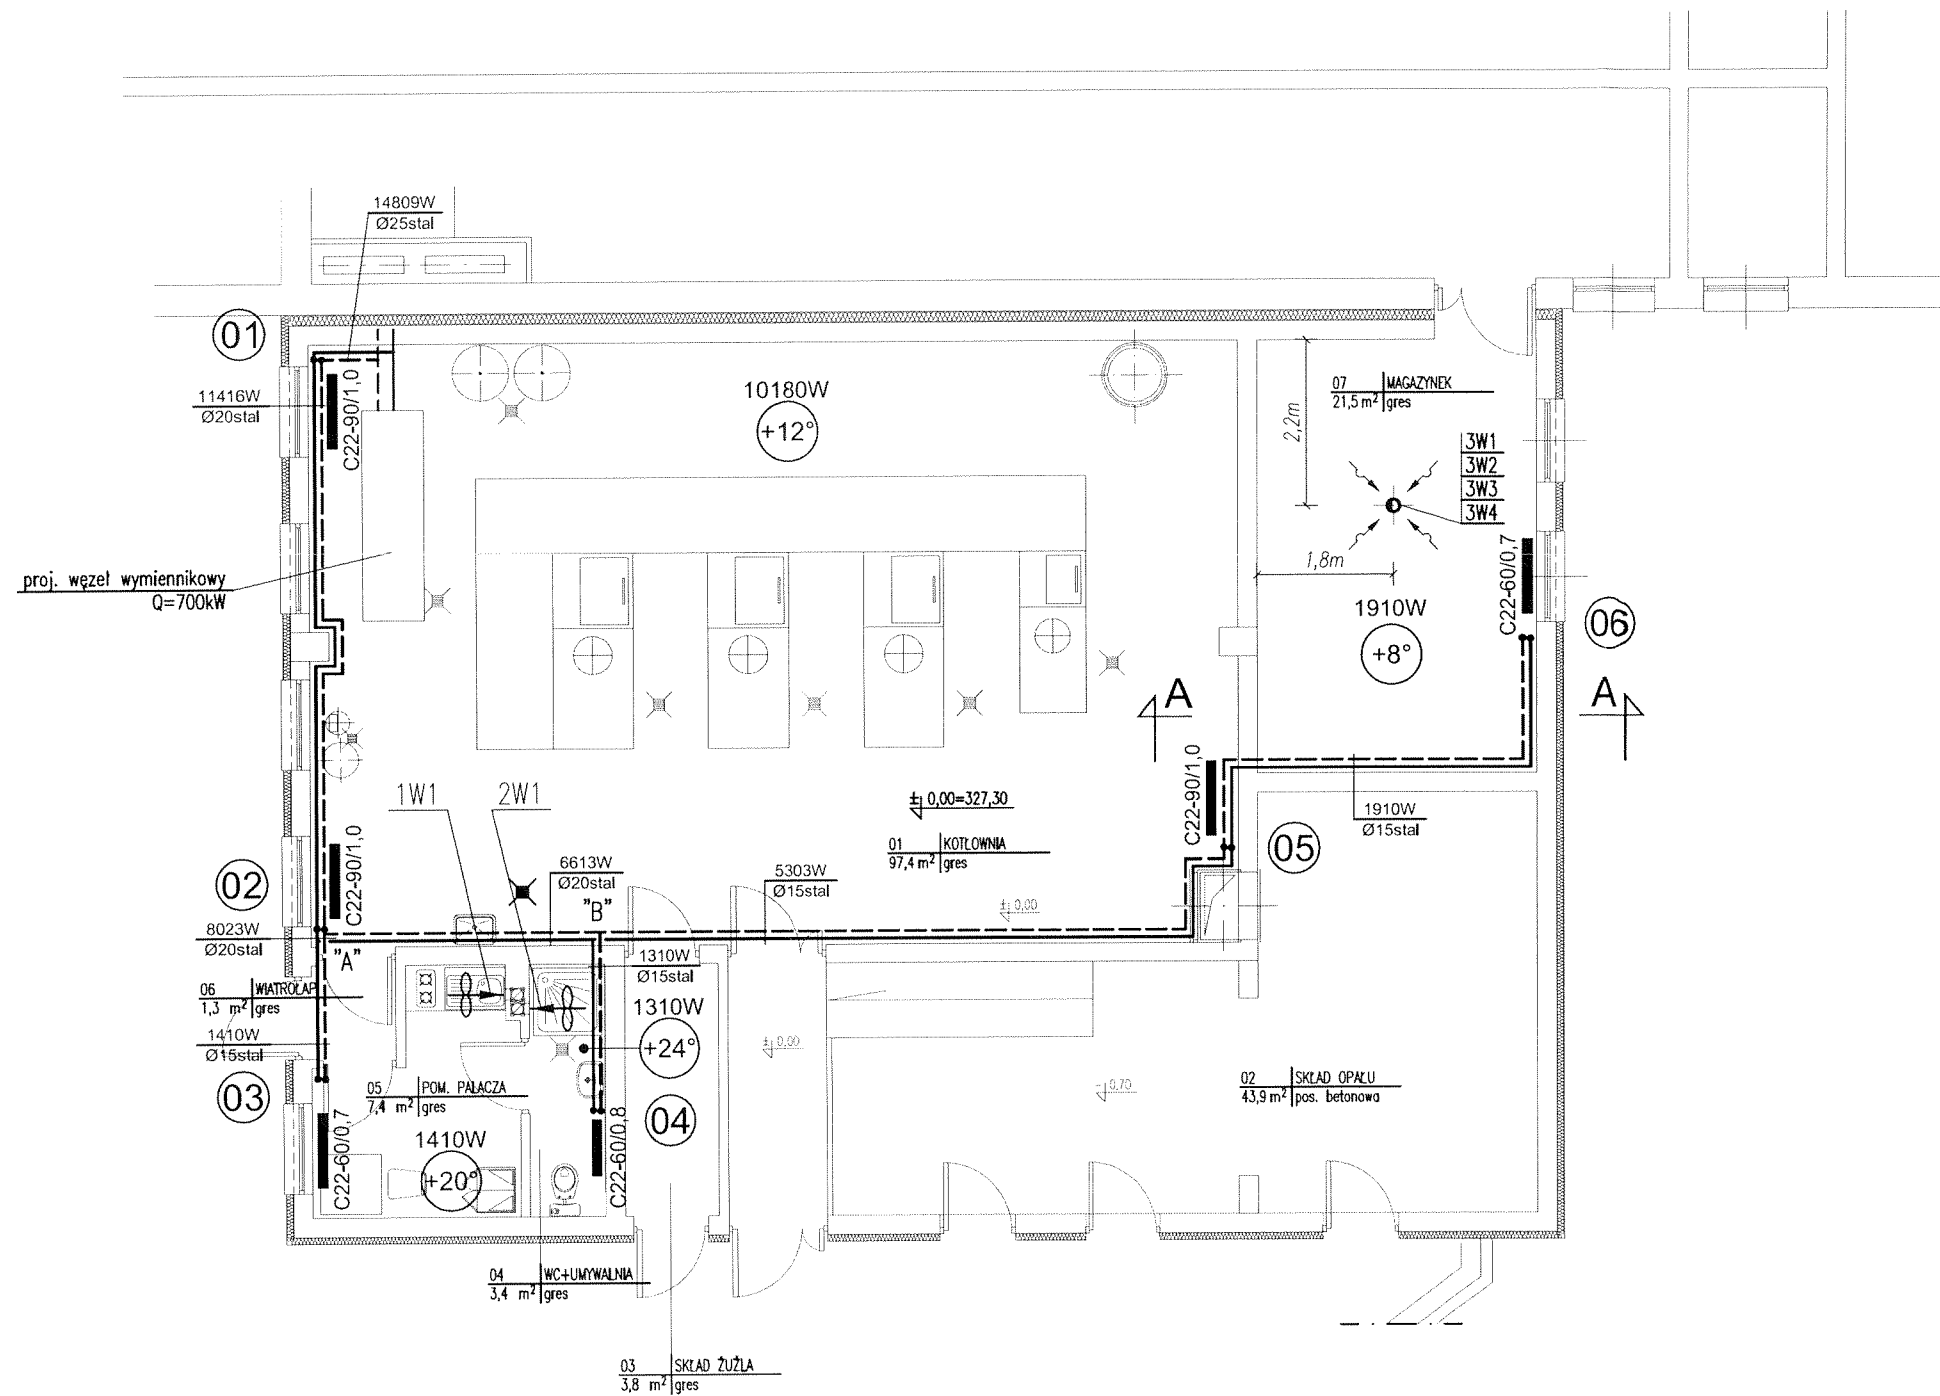 14809W
Ø25stal
01
11416W
Ø20stal
C22-90/1,0
10180W
+12°
07 MAGAZYNEK
21,5 m² gres
2,2m
3W1
3W2
3W3
3W4
1,8m
C22-60/0,7
proj. węzeł wymiennikowy
Q=700kW
1910W
+8°
06
A
A
C22-90/1,0
1W1
2W1
± 0,00=327,30
1910W
Ø15stal
01 KOTŁOWNIA
97,4 m² gres
05
02
C22-90/1,0
6613W
Ø20stal
"B"
5303W
Ø15stal
± 0,00
8023W
Ø20stal
"A"
1310W
Ø15stal
06 WIATROŁAP
1,3 m² gres
1310W
+24°
± 0,00
1410W
Ø15stal
03
05 POM. PALACZA
7,4 m² gres
-0,70
02 SKŁAD OPAŁU
43,9 m² pos. betonowa
04
C22-60/0,7
1410W
+20°
C22-60/0,8
04 WC+UMYWALNIA
3,4 m² gres
03 SKŁAD ŻUŻLA
3,8 m² gres